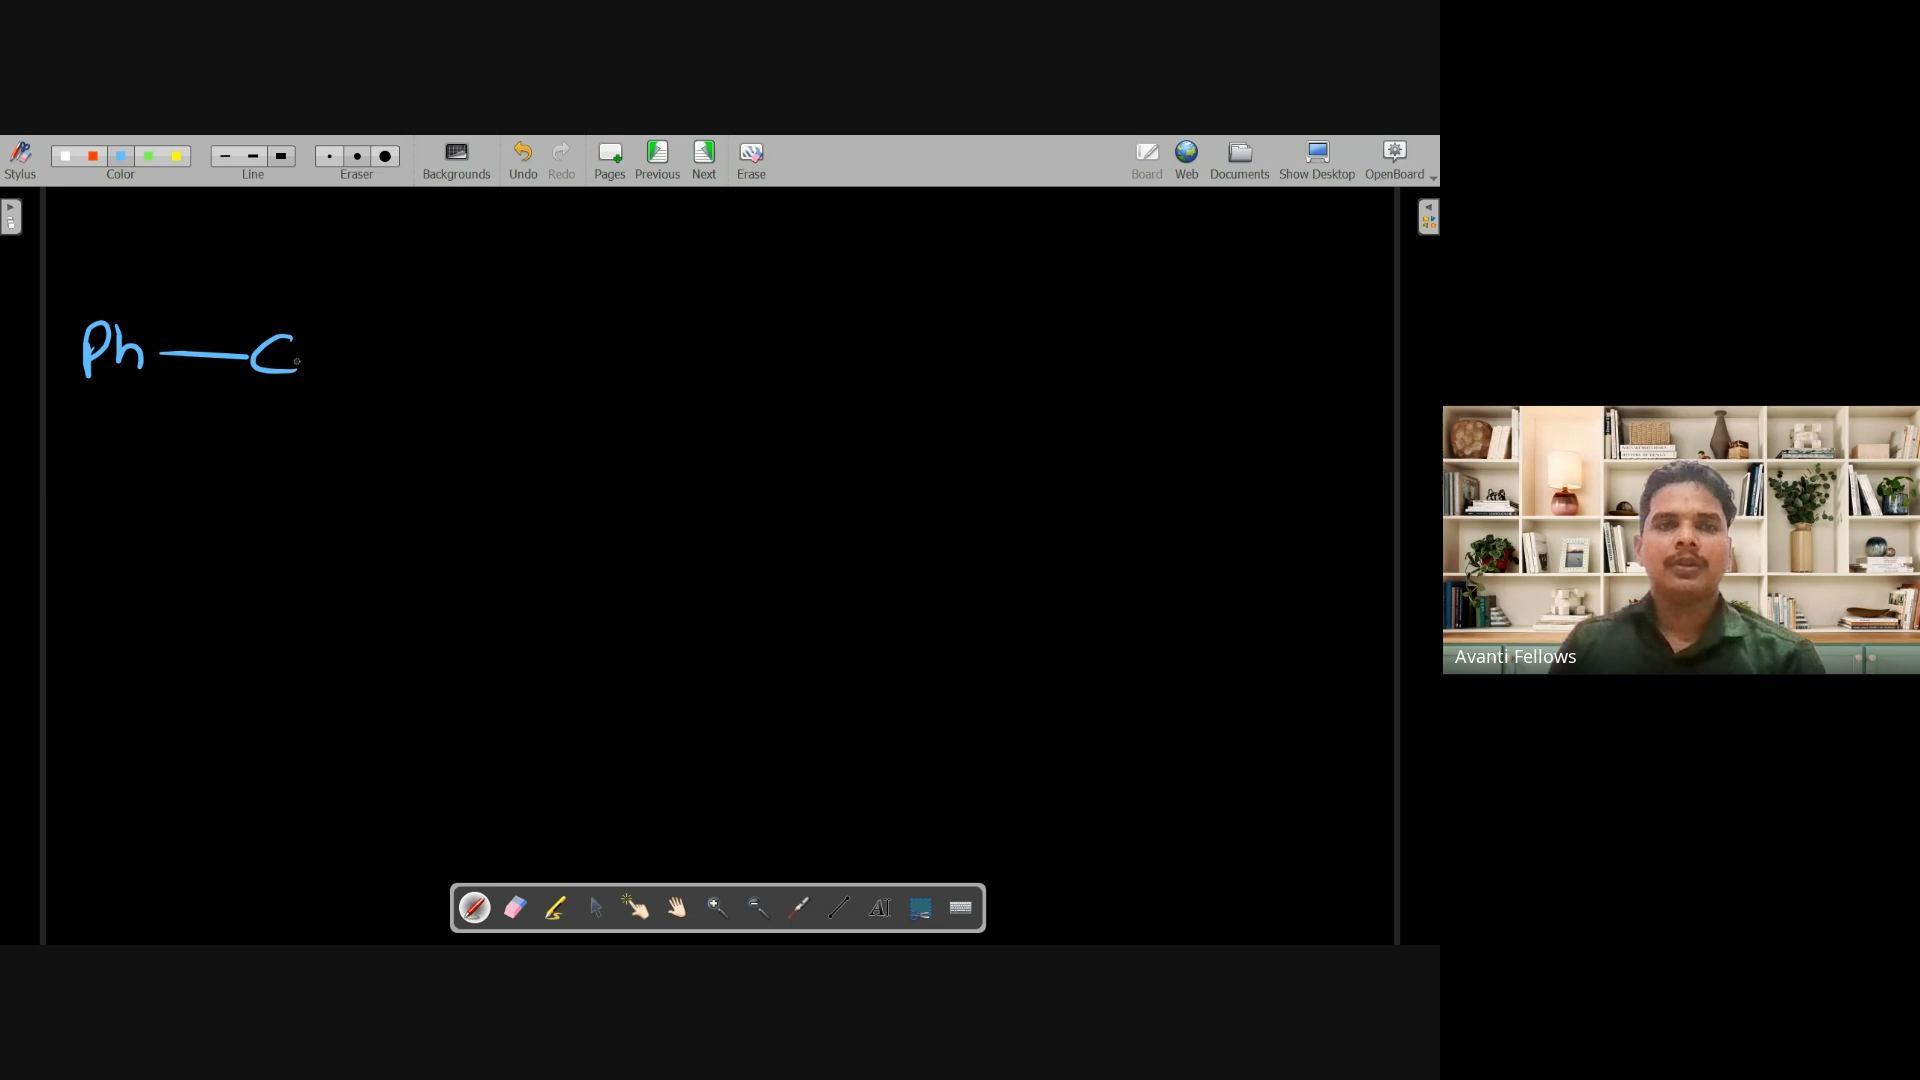 Stylus
Color
Line
Eraser
Backgrounds
Undo
Redo
Pages
Previous
Next
Erase
Board
Web
Documents
Show Desktop
OpenBoard
Ph — C
AI
Avanti Fellows